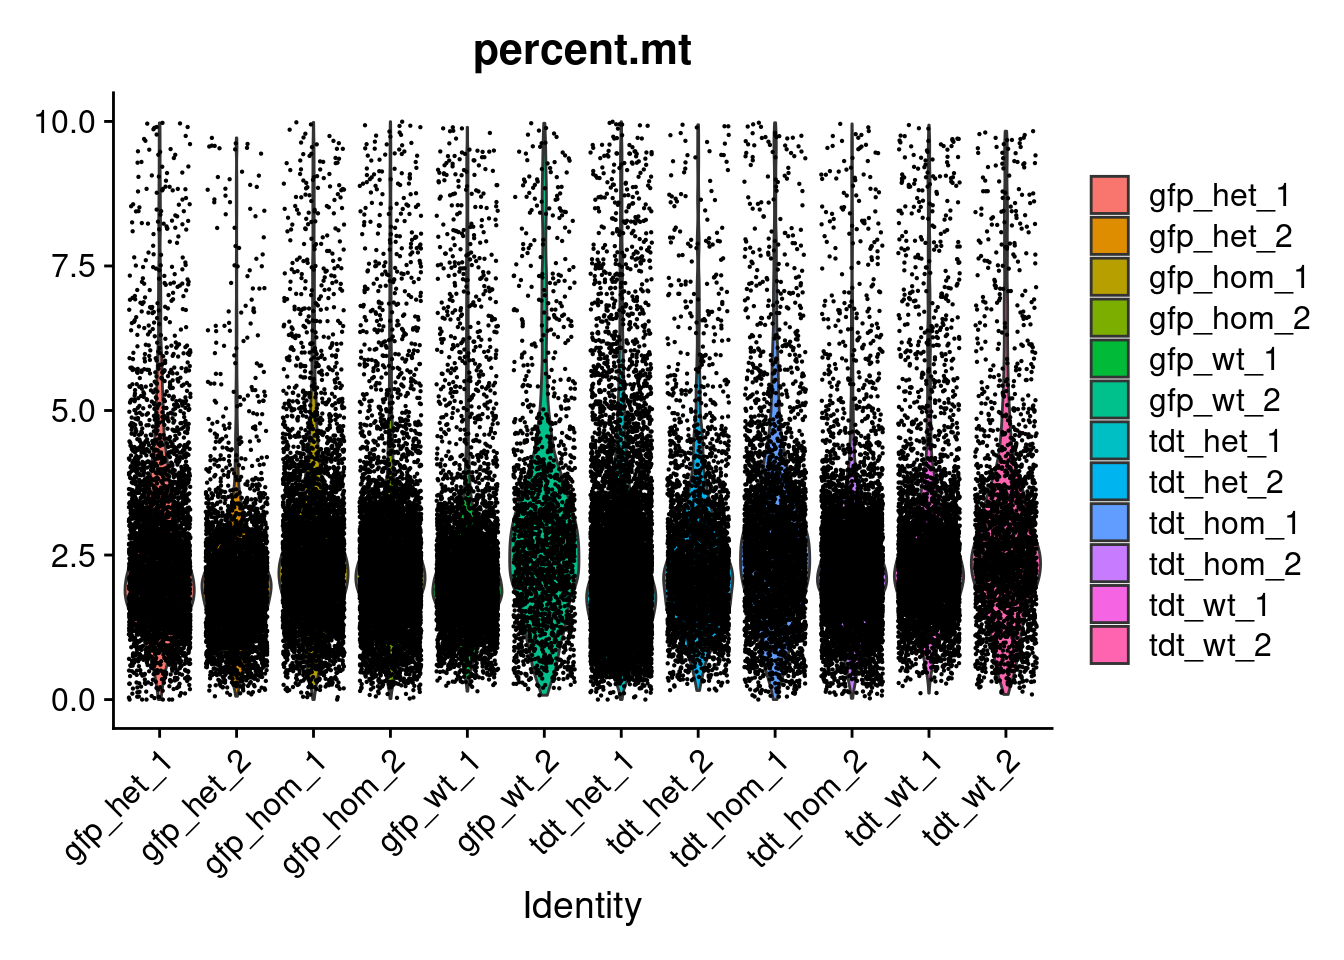 percent.mt
10.0
7.5
5.0
2.5
0.0
gfp_het_1
gfp_het_2
gfp_hom_1
gfp_hom_2
gfp_wt_1
gfp_wt_2
tdt_het_1
tdt_het_2
tdt_hom_1
tdt_hom_2
tdt_wt_1
tdt_wt_2
Identity
gfp_het_1
gfp_het_2
gfp_hom_1
gfp_hom_2
gfp_wt_1
gfp_wt_2
tdt_het_1
tdt_het_2
tdt_hom_1
tdt_hom_2
tdt_wt_1
tdt_wt_2